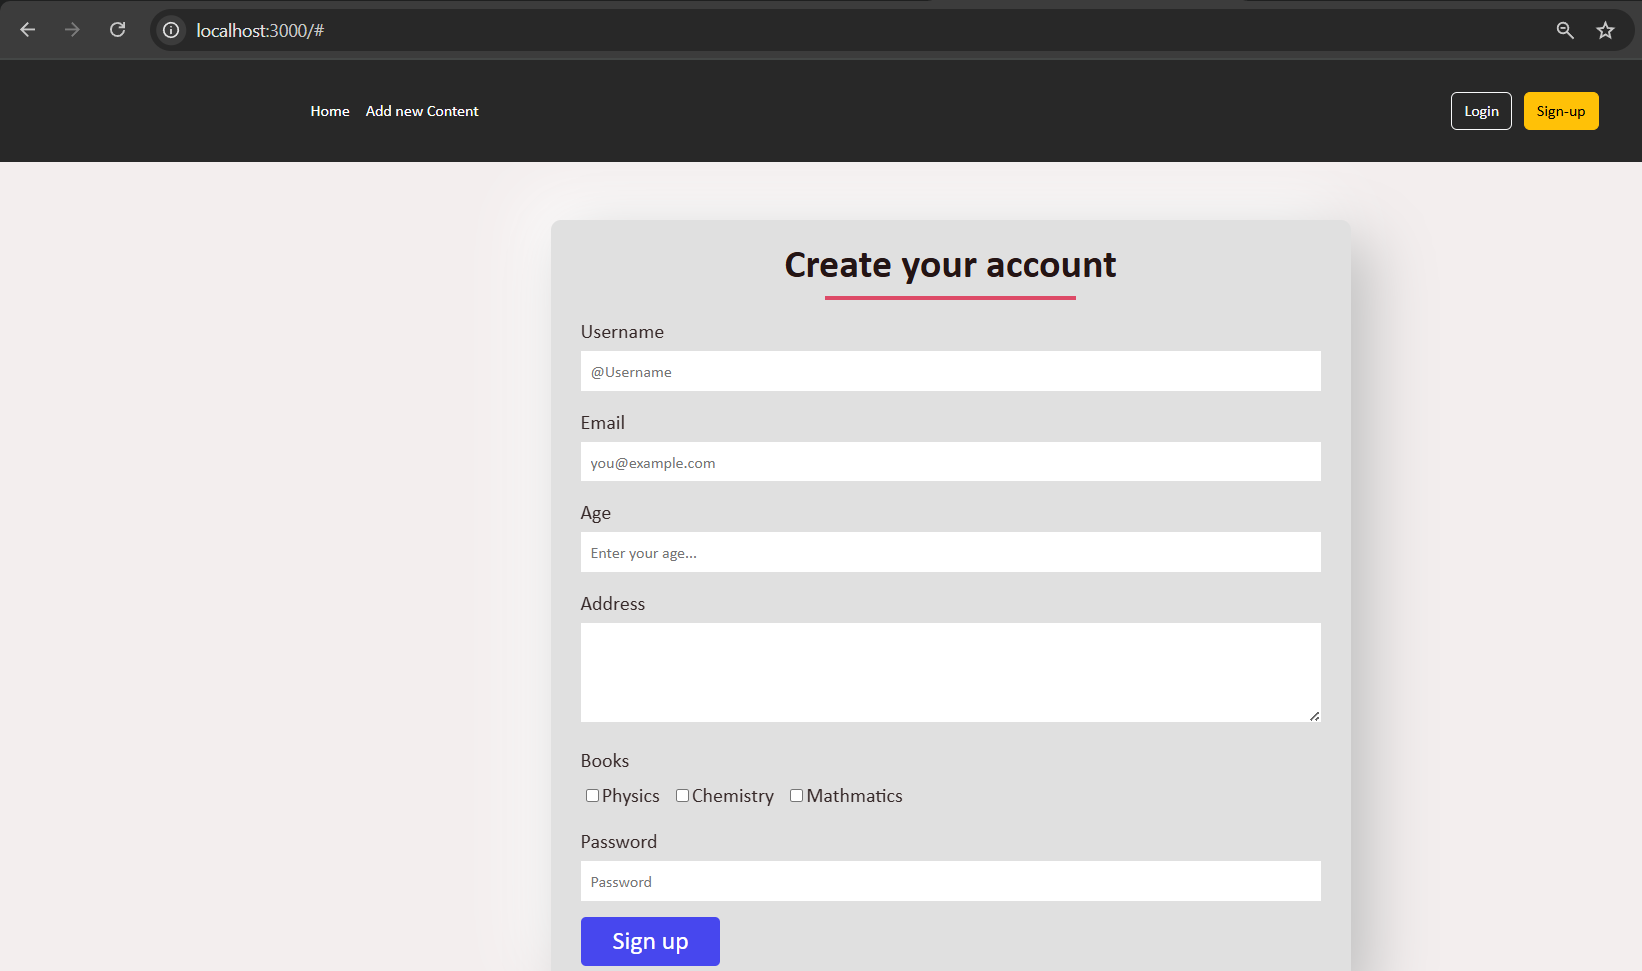 localhost:3000/#
Home Add new Content Login Sign-up
Create your account
Username
@Username
Email
you@example.com
Age
Enter your age...
Address
Books
Physics Chemistry Mathmatics
Password
Password
Sign up